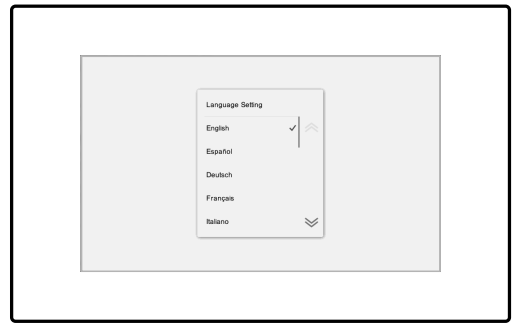 Language Setting
English
Español
Deutsch
Français
Italiano